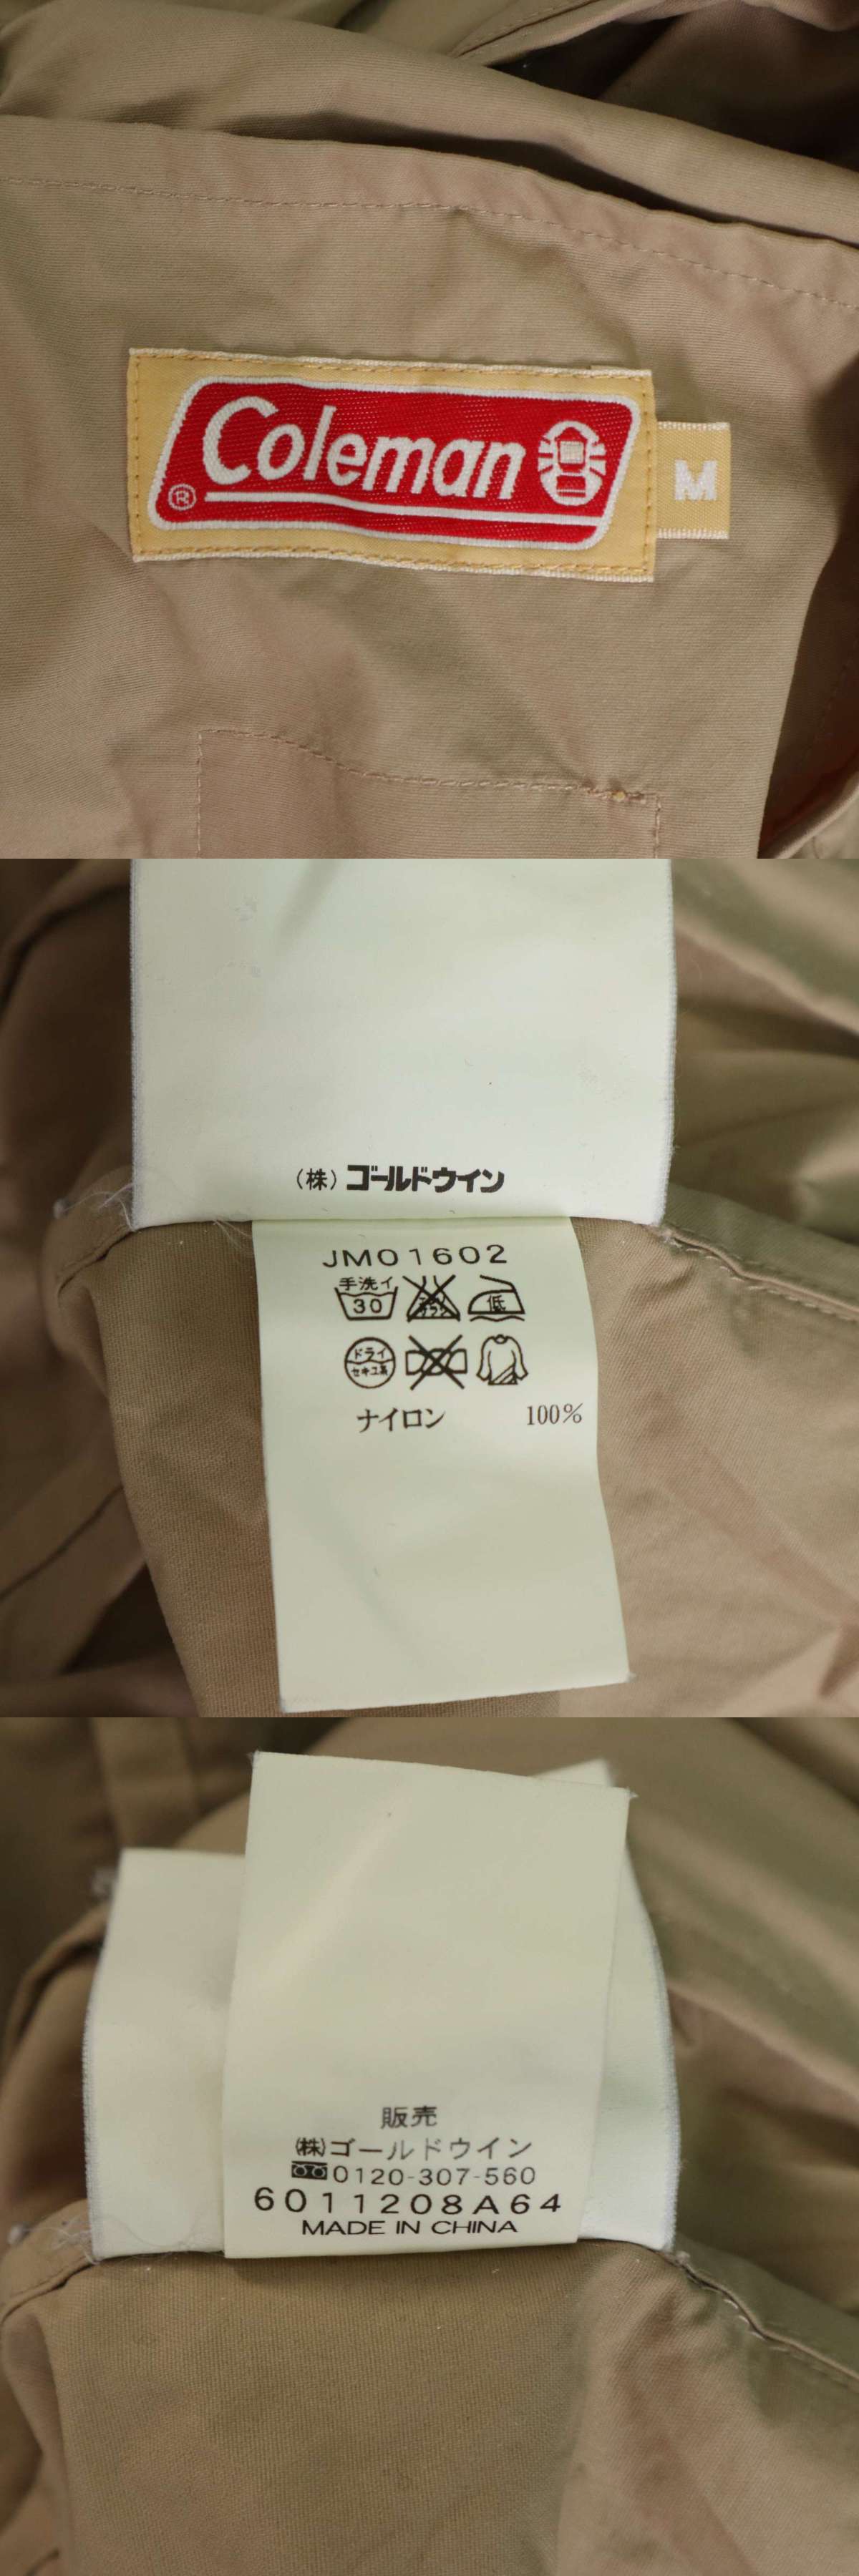 Coleman
®
M
(株)ゴールドウイン
JM01602
手洗イ
30
低
ドライ
セキユ系
ナイロン 100%
販売
(株)ゴールドウイン
0120-307-560
6011208A64
MADE IN CHINA